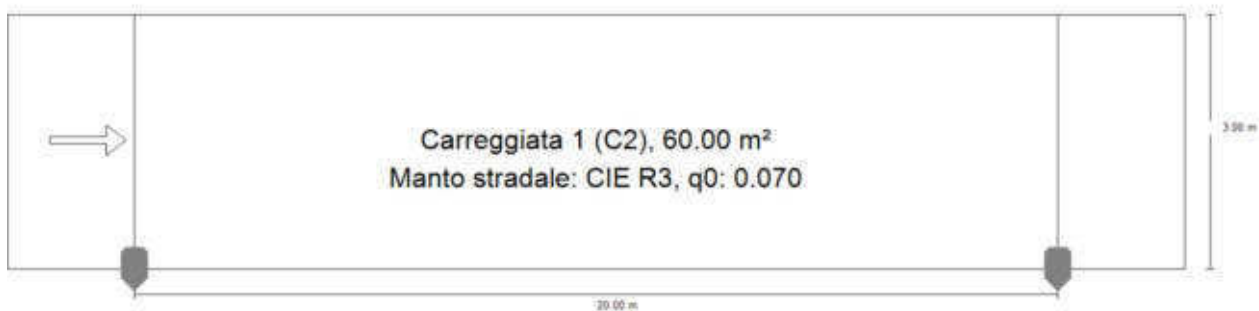 Carreggiata 1 (C2), 60.00 m²
Manto stradale: CIE R3, q0: 0.070
3.00 m
20.00 m